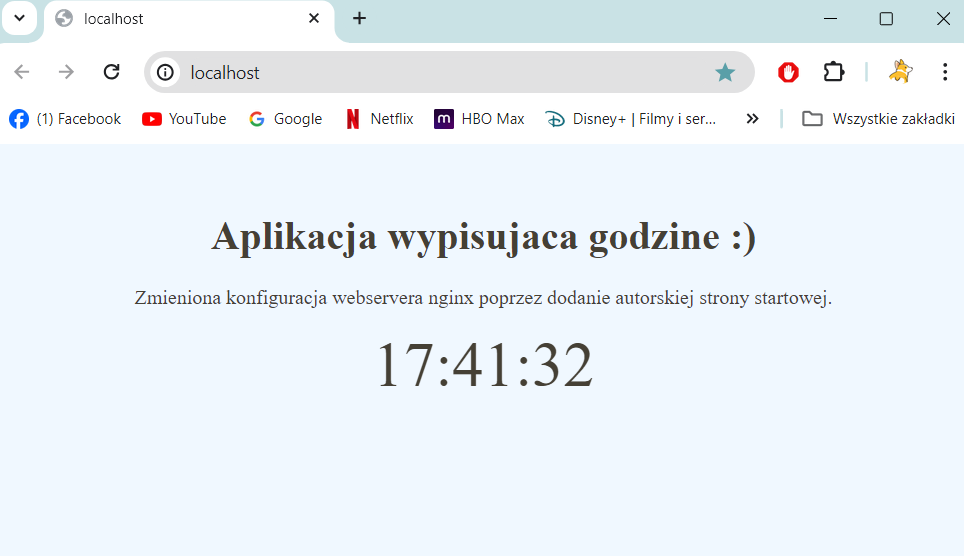 localhost
localhost
(1) Facebook YouTube Google Netflix m HBO Max Disney+ | Filmy i ser... Wszystkie zakładki
Aplikacja wypisujaca godzine :)
Zmieniona konfiguracja webservera nginx poprzez dodanie autorskiej strony startowej.
17:41:32